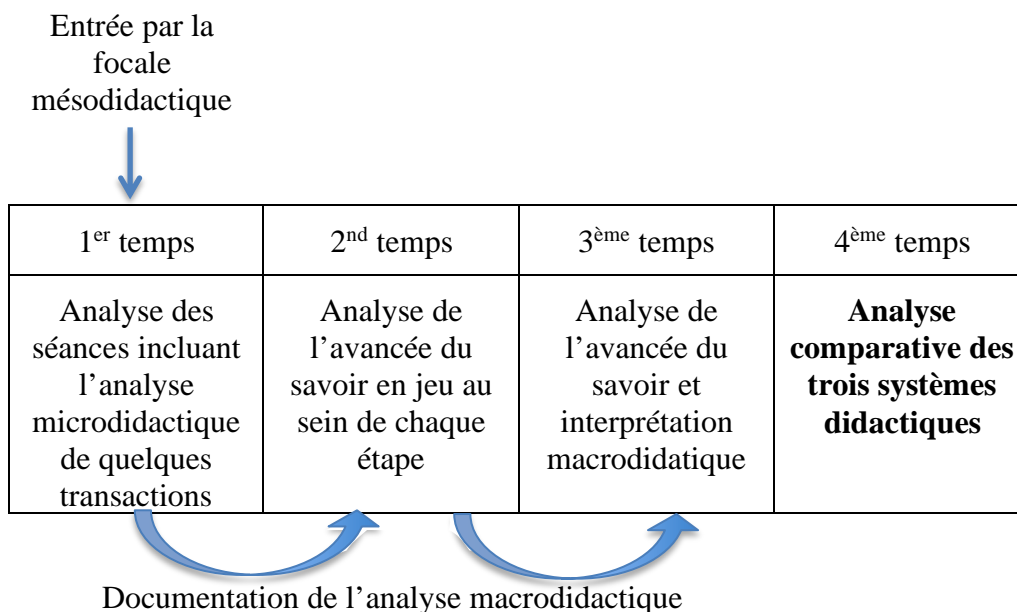 Entrée par la
focale
mésodidactique
1er temps
2nd temps
3ème temps
4ème temps
Analyse des
séances incluant
l’analyse
microdidactique
de quelques
transactions
Analyse de
l’avancée du
savoir en jeu au
sein de chaque
étape
Analyse de
l’avancée du
savoir et
interprétation
macrodidatique
Analyse
comparative des
trois systèmes
didactiques
Documentation de l’analyse macrodidactique